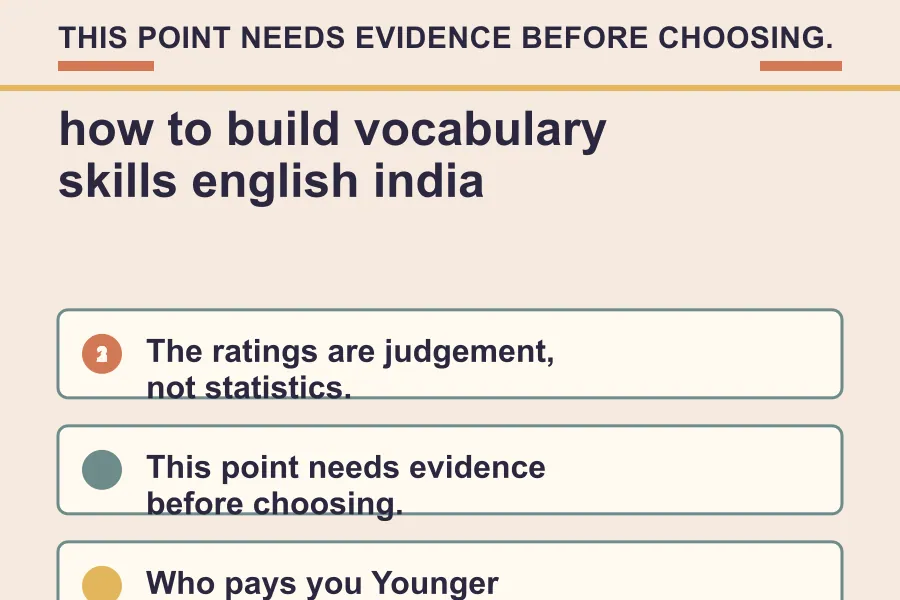 THIS POINT NEEDS EVIDENCE BEFORE CHOOSING.
how to build vocabulary
skills english india
The ratings are judgement,
not statistics.
This point needs evidence
before choosing.
Who pays you Younger